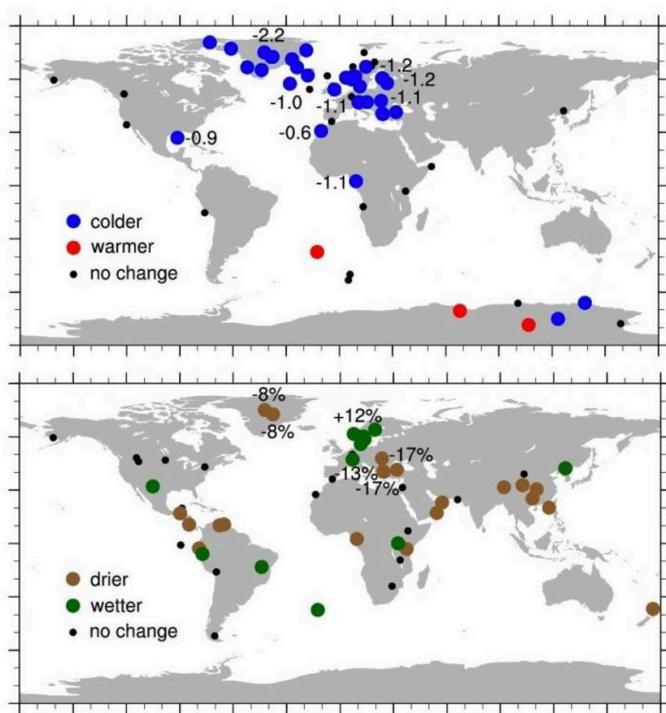 -2.2
-1.2
-1.2
-1.0
-1.1
-1.1
-0.9
-0.6
-1.1
colder
warmer
no change
-8%
-8%
+12%
-17%
-13%
-17%
drier
wetter
no change